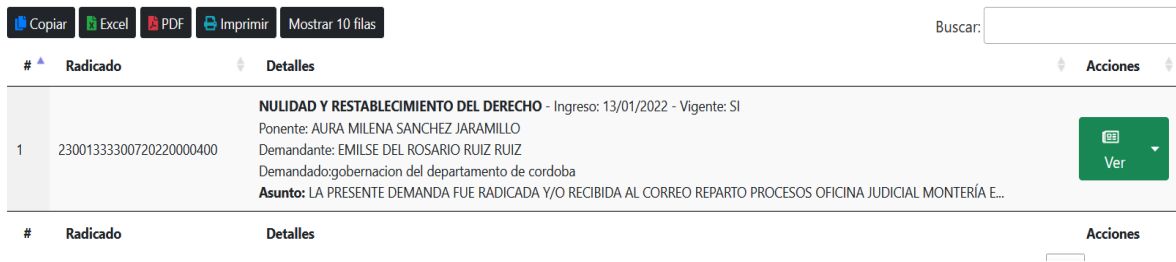 Copiar Excel PDF Imprimir Mostrar 10 filas
Buscar:
# Radicado Detalles Acciones
NULIDAD Y RESTABLECIMIENTO DEL DERECHO - Ingreso: 13/01/2022 - Vigente: SI
Ponente: AURA MILENA SANCHEZ JARAMILLO
1 23001333300720220000400 Demandante: EMILSE DEL ROSARIO RUIZ RUIZ Ver
Demandado:gobernacion del departamento de cordoba
Asunto: LA PRESENTE DEMANDA FUE RADICADA Y/O RECIBIDA AL CORREO REPARTO PROCESOS OFICINA JUDICIAL MONTERÍA E...
# Radicado Detalles Acciones